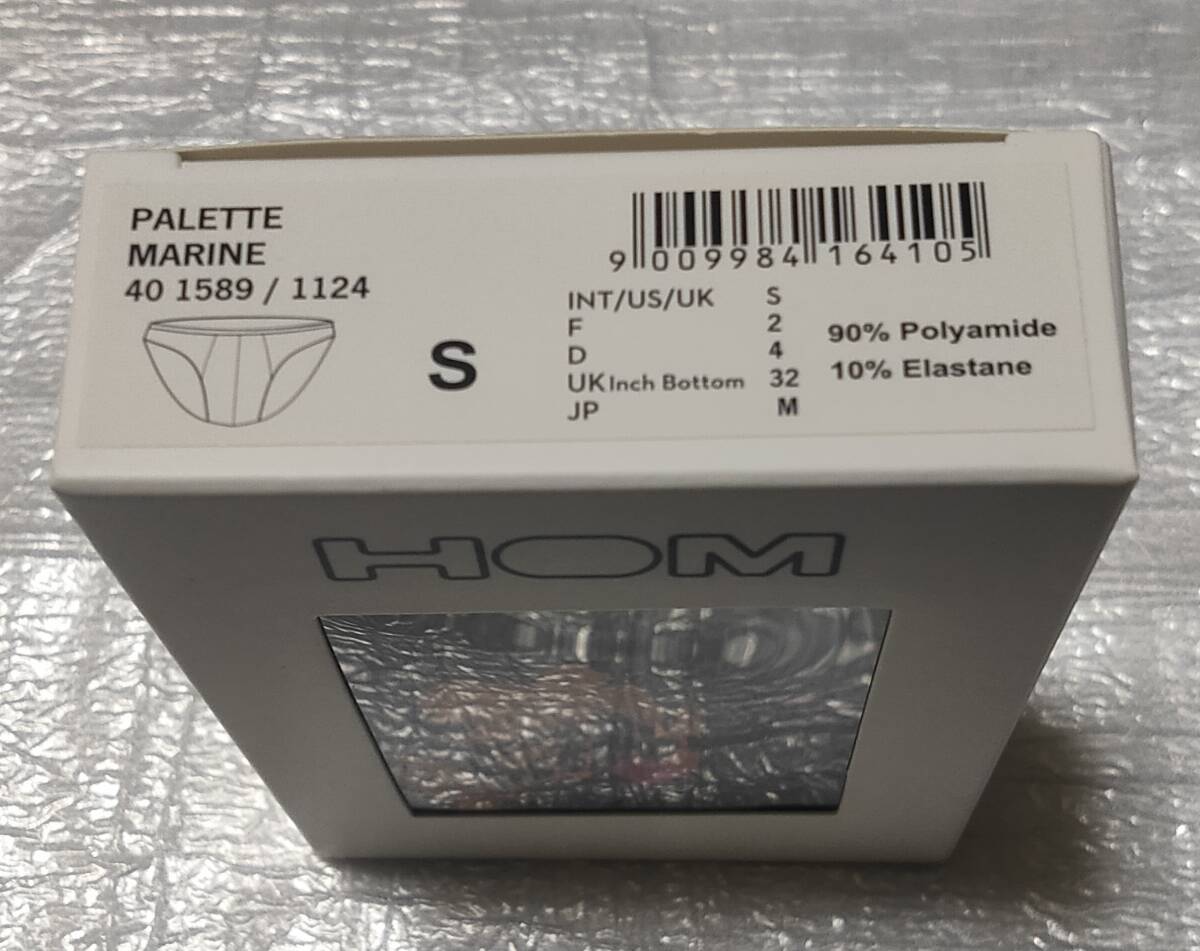 PALETTE
MARINE
40 1589 / 1124
S
9 009984 164105
INT/US/UK S
F 2
D 4
UK Inch Bottom 32
JP M
90% Polyamide
10% Elastane
HOM